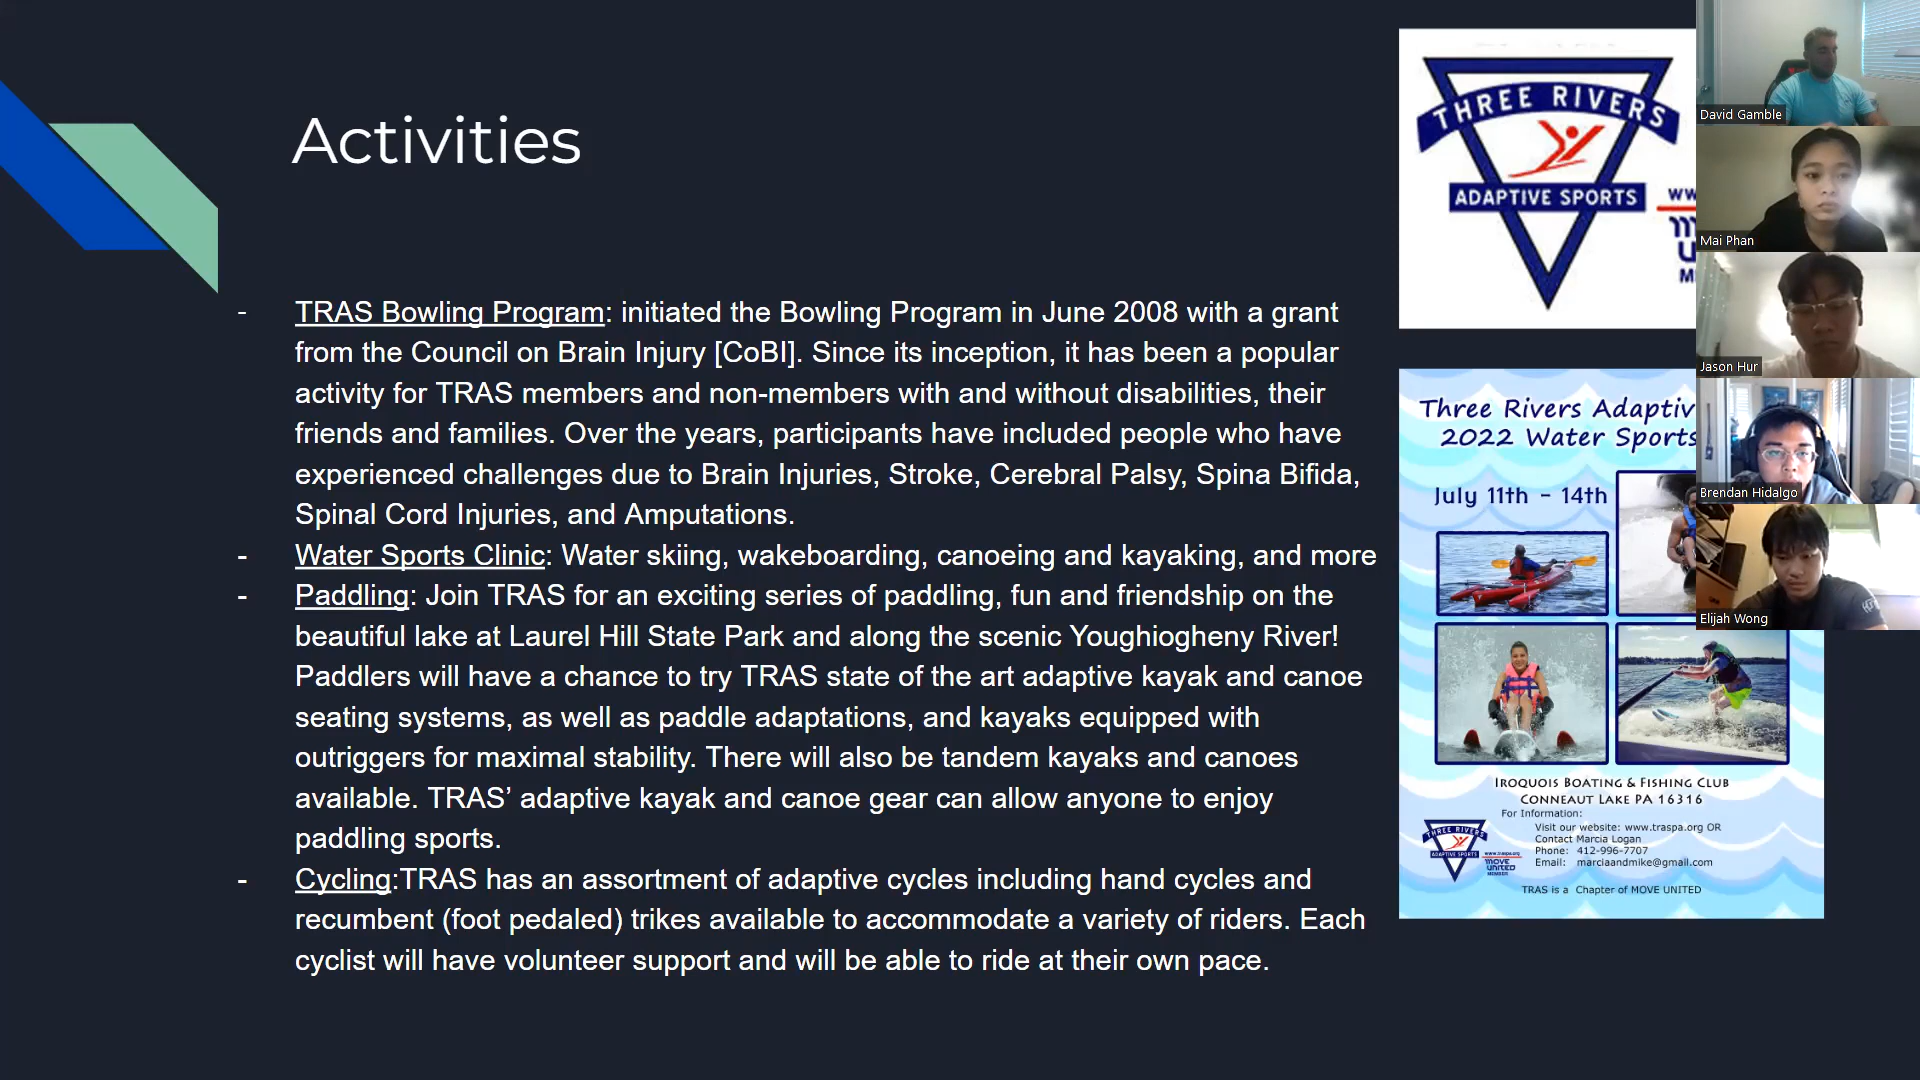 Activities
- TRAS Bowling Program: initiated the Bowling Program in June 2008 with a grant
from the Council on Brain Injury [CoBI]. Since its inception, it has been a popular
activity for TRAS members and non-members with and without disabilities, their
friends and families. Over the years, participants have included people who have
experienced challenges due to Brain Injuries, Stroke, Cerebral Palsy, Spina Bifida,
Spinal Cord Injuries, and Amputations.
- Water Sports Clinic: Water skiing, wakeboarding, canoeing and kayaking, and more
- Paddling: Join TRAS for an exciting series of paddling, fun and friendship on the
beautiful lake at Laurel Hill State Park and along the scenic Youghiogheny River!
Paddlers will have a chance to try TRAS state of the art adaptive kayak and canoe
seating systems, as well as paddle adaptations, and kayaks equipped with
outriggers for maximal stability. There will also be tandem kayaks and canoes
available. TRAS’ adaptive kayak and canoe gear can allow anyone to enjoy
paddling sports.
- Cycling:TRAS has an assortment of adaptive cycles including hand cycles and
recumbent (foot pedaled) trikes available to accommodate a variety of riders. Each
cyclist will have volunteer support and will be able to ride at their own pace.
THREE RIVERS
ADAPTIVE SPORTS
Three Rivers Adaptiv
2022 Water Sports
July 11th - 14th
IROQUOIS BOATING & FISHING CLUB
CONNEAUT LAKE PA 16316
For Information:
Visit our website: www.traspa.org OR
Contact Marcia Logan
Phone: 412-996-7707
Email: marciaandmike@gmail.com
THREE RIVERS
ADAPTIVE SPORTS
www.traspa.org
MOVE
UNITED
MEMBER
TRAS is a Chapter of MOVE UNITED
David Gamble
Mai Phan
Jason Hur
Brendan Hidalgo
Elijah Wong